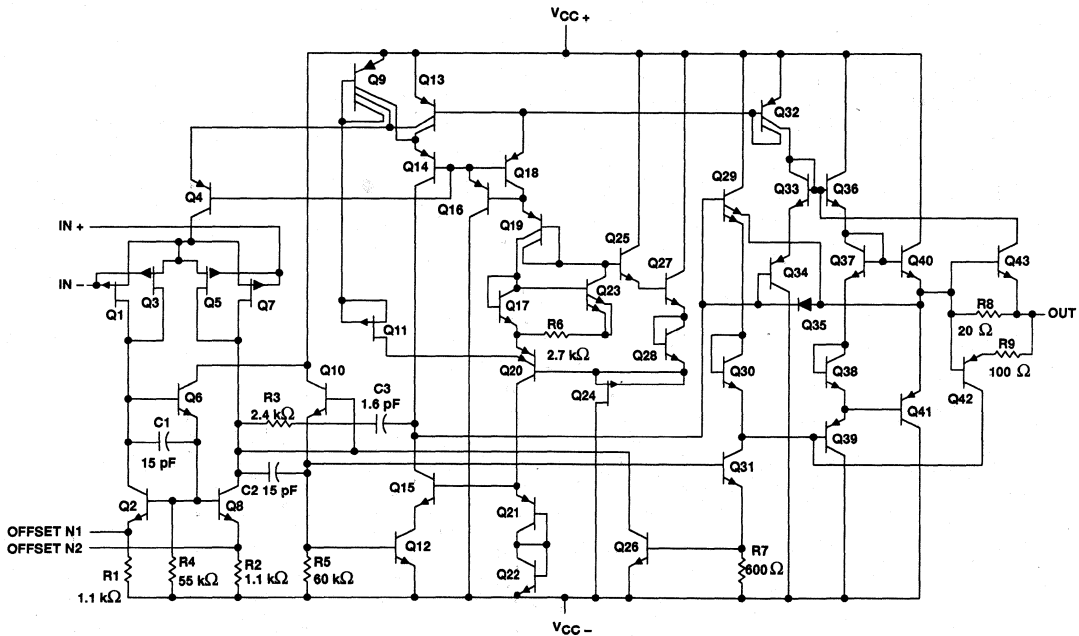 VCC +
Q9
Q13
Q32
Q14
Q18
Q29
Q33
Q36
Q4
Q16
Q19
IN +
Q25
Q34
Q37
Q40
Q43
Q27
IN -
Q1
Q3
Q5
Q7
Q23
Q17
Q11
Q35
R8
20 Ω
OUT
R6
2.7 kΩ
Q28
R9
100 Ω
Q20
Q10
Q30
Q38
Q24
Q42
C3
1.6 pF
Q6
R3
2.4 kΩ
Q41
C1
15 pF
Q39
Q31
C2 15 pF
Q15
Q2
Q8
Q21
OFFSET N1
OFFSET N2
Q12
Q26
R7
600 Ω
R4
55 kΩ
R2
1.1 kΩ
R5
60 kΩ
Q22
R1
1.1 kΩ
VCC –